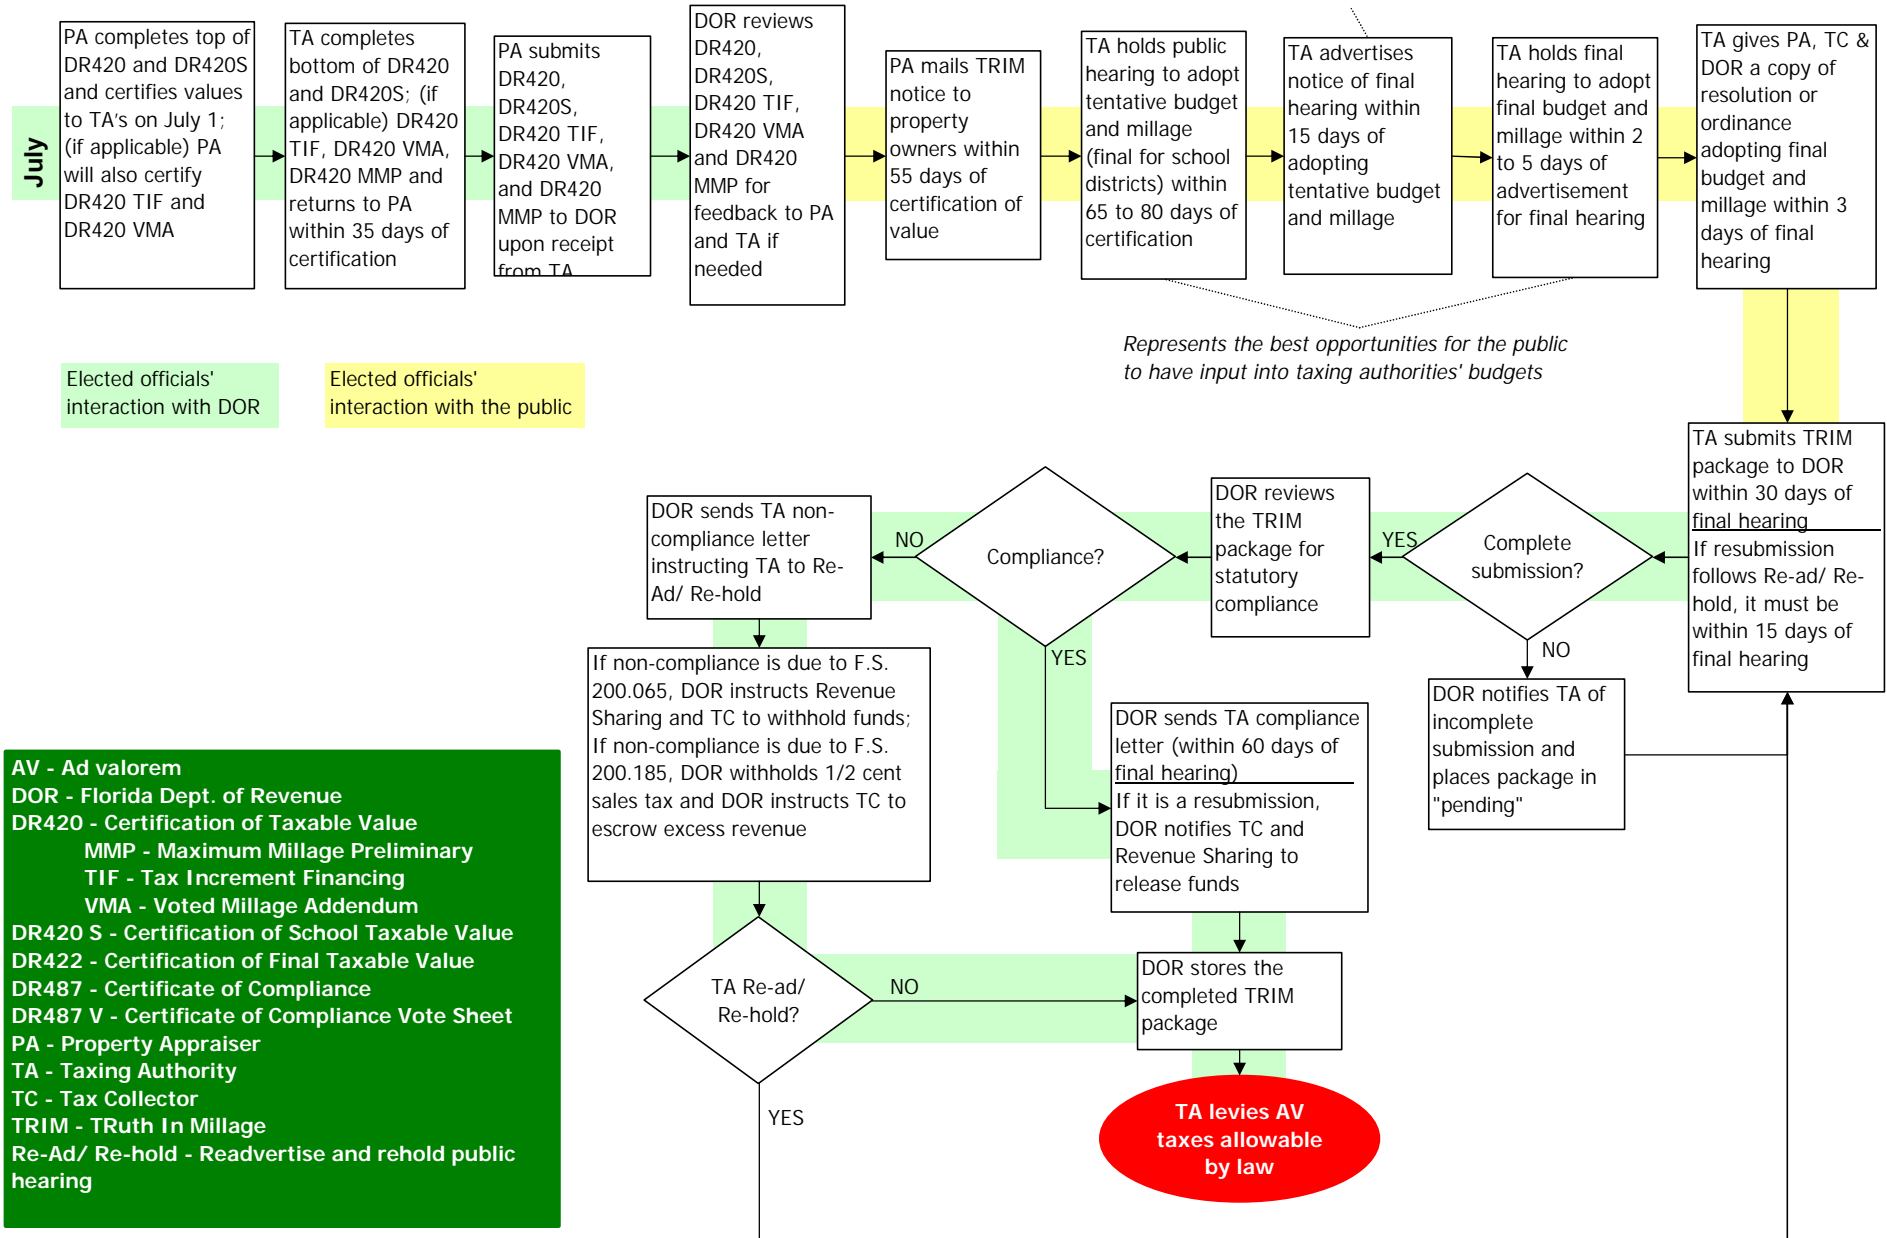 July
PA completes top of
DR420 and DR420S
and certifies values
to TA's on July 1;
(if applicable) PA
will also certify
DR420 TIF and
DR420 VMA
TA completes
bottom of DR420
and DR420S; (if
applicable) DR420
TIF, DR420 VMA,
DR420 MMP and
returns to PA
within 35 days of
certification
PA submits
DR420,
DR420S,
DR420 TIF,
DR420 VMA,
and DR420
MMP to DOR
upon receipt
from TA
DOR reviews
DR420,
DR420S,
DR420 TIF,
DR420 VMA
and DR420
MMP for
feedback to PA
and TA if
needed
PA mails TRIM
notice to
property
owners within
55 days of
certification of
value
TA holds public
hearing to adopt
tentative budget
and millage
(final for school
districts) within
65 to 80 days of
certification
TA advertises
notice of final
hearing within
15 days of
adopting
tentative budget
and millage
TA holds final
hearing to adopt
final budget and
millage within 2
to 5 days of
advertisement
for final hearing
TA gives PA, TC &
DOR a copy of
resolution or
ordinance
adopting final
budget and
millage within 3
days of final
hearing
Represents the best opportunities for the public
to have input into taxing authorities' budgets
Elected officials'
interaction with DOR
Elected officials'
interaction with the public
TA submits TRIM
package to DOR
within 30 days of
final hearing
If resubmission
follows Re-ad/ Re-
hold, it must be
within 15 days of
final hearing
Complete
submission?
YES
NO
DOR notifies TA of
incomplete
submission and
places package in
"pending"
DOR reviews
the TRIM
package for
statutory
compliance
Compliance?
NO
YES
DOR sends TA non-
compliance letter
instructing TA to Re-
Ad/ Re-hold
If non-compliance is due to F.S.
200.065, DOR instructs Revenue
Sharing and TC to withhold funds;
If non-compliance is due to F.S.
200.185, DOR withholds 1/2 cent
sales tax and DOR instructs TC to
escrow excess revenue
DOR sends TA compliance
letter (within 60 days of
final hearing)
If it is a resubmission,
DOR notifies TC and
Revenue Sharing to
release funds
TA Re-ad/
Re-hold?
NO
YES
DOR stores the
completed TRIM
package
TA levies AV
taxes allowable
by law
AV - Ad valorem
DOR - Florida Dept. of Revenue
DR420 - Certification of Taxable Value
MMP - Maximum Millage Preliminary
TIF - Tax Increment Financing
VMA - Voted Millage Addendum
DR420 S - Certification of School Taxable Value
DR422 - Certification of Final Taxable Value
DR487 - Certificate of Compliance
DR487 V - Certificate of Compliance Vote Sheet
PA - Property Appraiser
TA - Taxing Authority
TC - Tax Collector
TRIM - TRuth In Millage
Re-Ad/ Re-hold - Readvertise and rehold public
hearing